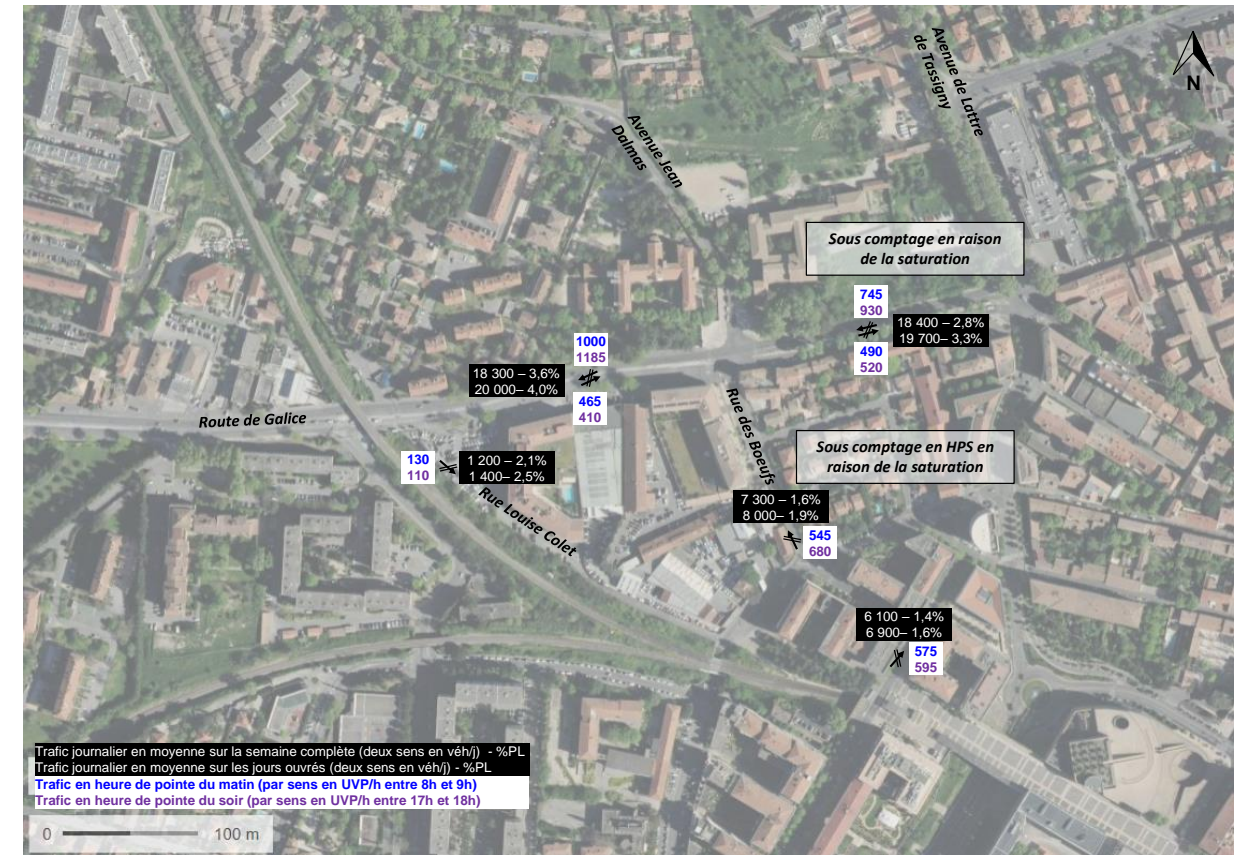 Avenue de Lattre
de Tassigny
N
Avenue Jean
Dalmas
Sous comptage en raison
de la saturation
745
930
18 400 – 2,8%
19 700– 3,3%
490
520
1000
1185
18 300 – 3,6%
20 000– 4,0%
465
410
Route de Galice
Rue des Boeufs
Sous comptage en HPS en
raison de la saturation
130
110
1 200 – 2,1%
1 400– 2,5%
Rue Louise Colet
7 300 – 1,6%
8 000– 1,9%
545
680
6 100 – 1,4%
6 900– 1,6%
575
595
Trafic journalier en moyenne sur la semaine complète (deux sens en véh/j) - %PL
Trafic journalier en moyenne sur les jours ouvrés (deux sens en véh/j) - %PL
Trafic en heure de pointe du matin (par sens en UVP/h entre 8h et 9h)
Trafic en heure de pointe du soir (par sens en UVP/h entre 17h et 18h)
0 100 m